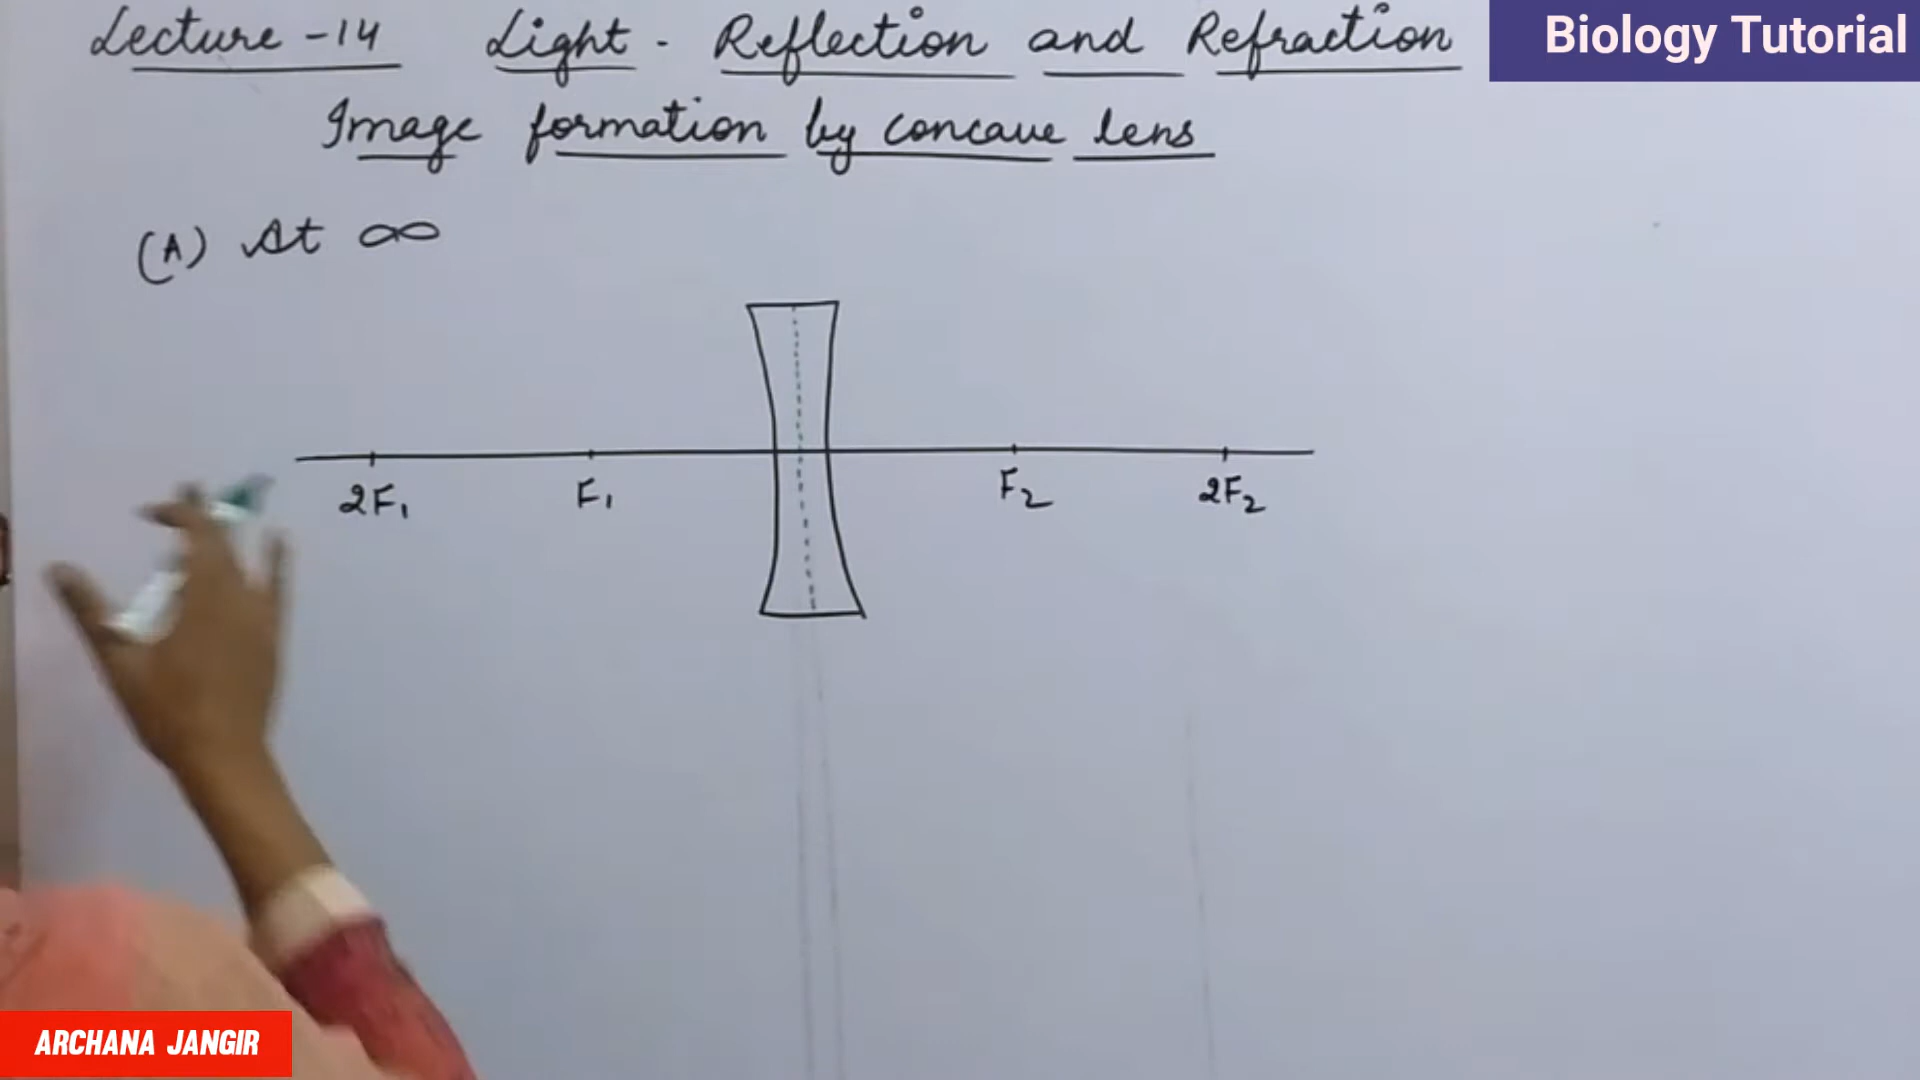 Lecture - 14 Light - Reflection and Refraction
Biology Tutorial
Image formation by concave lens
(A) At ∞
2F₁ F₁ F₂ 2F₂
ARCHANA JANGIR